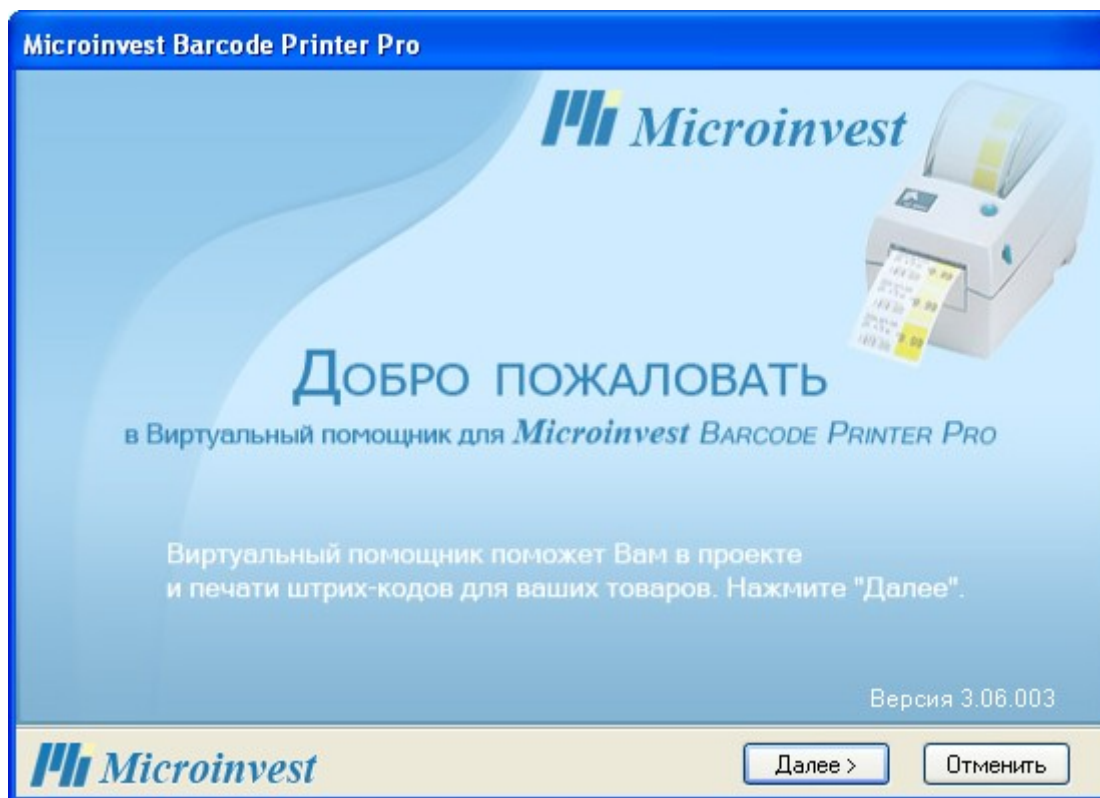 Microinvest Barcode Printer Pro
Microinvest
Добро пожаловать
в Виртуальный помощник для Microinvest Barcode Printer Pro
Виртуальный помощник поможет Вам в проекте
и печати штрих-кодов для ваших товаров. Нажмите "Далее".
Версия 3.06.003
Microinvest
Далее >
Отменить